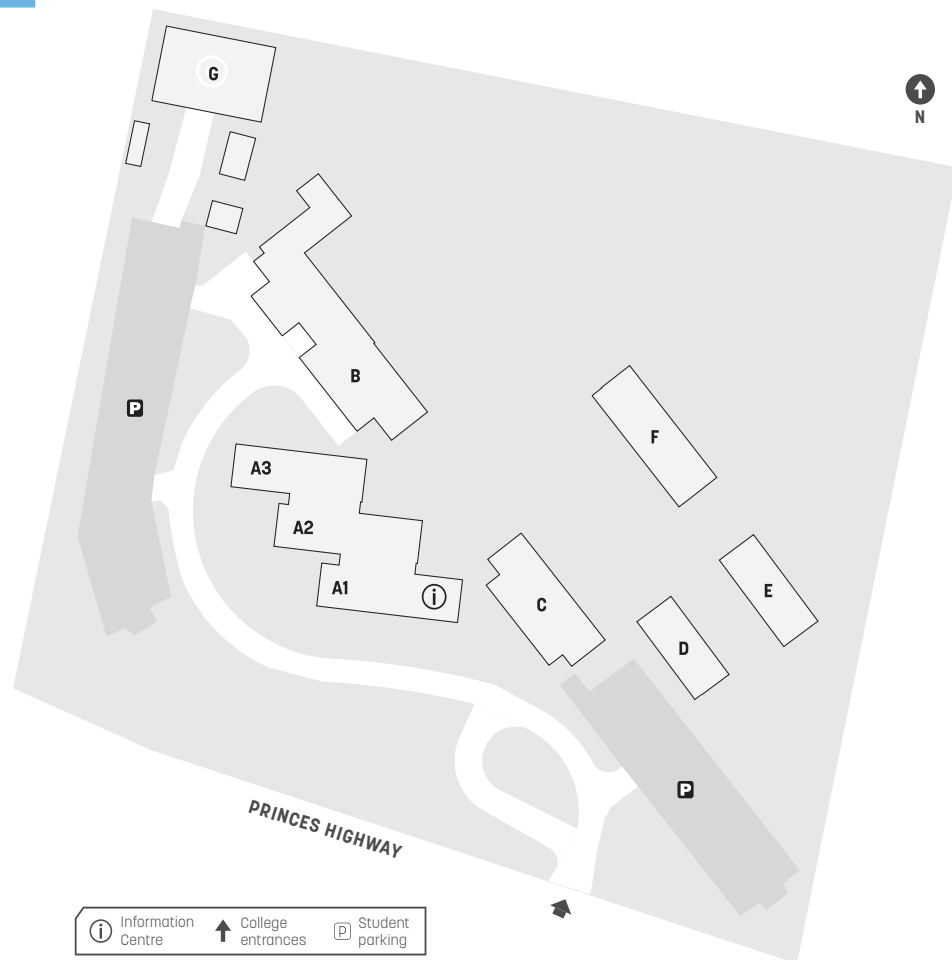 G
N
P
B
F
A3
A2
A1
i
C
E
D
P
PRINCES HIGHWAY
i Information
Centre
College
entrances
P Student
parking